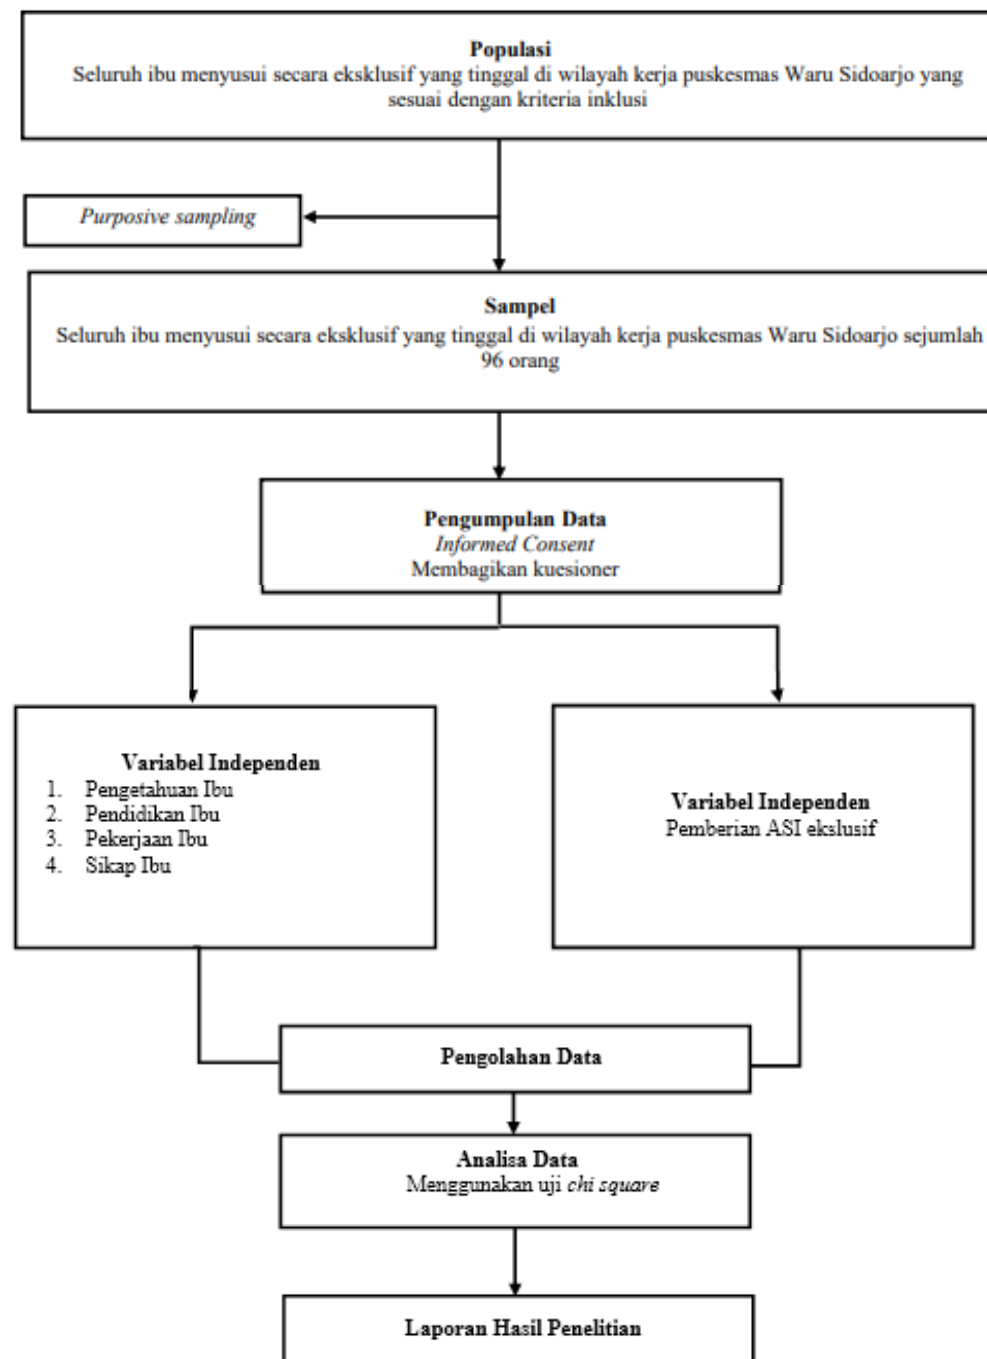 Populasi
Seluruh ibu menyusui secara eksklusif yang tinggal di wilayah kerja puskesmas Waru Sidoarjo yang
sesuai dengan kriteria inklusi
Purposive sampling
Sampel
Seluruh ibu menyusui secara eksklusif yang tinggal di wilayah kerja puskesmas Waru Sidoarjo sejumlah
96 orang
Pengumpulan Data
Informed Consent
Membagikan kuesioner
Variabel Independen
1. Pengetahuan Ibu
2. Pendidikan Ibu
3. Pekerjaan Ibu
4. Sikap Ibu
Variabel Independen
Pemberian ASI ekslusif
Pengolahan Data
Analisa Data
Menggunakan uji chi square
Laporan Hasil Penelitian